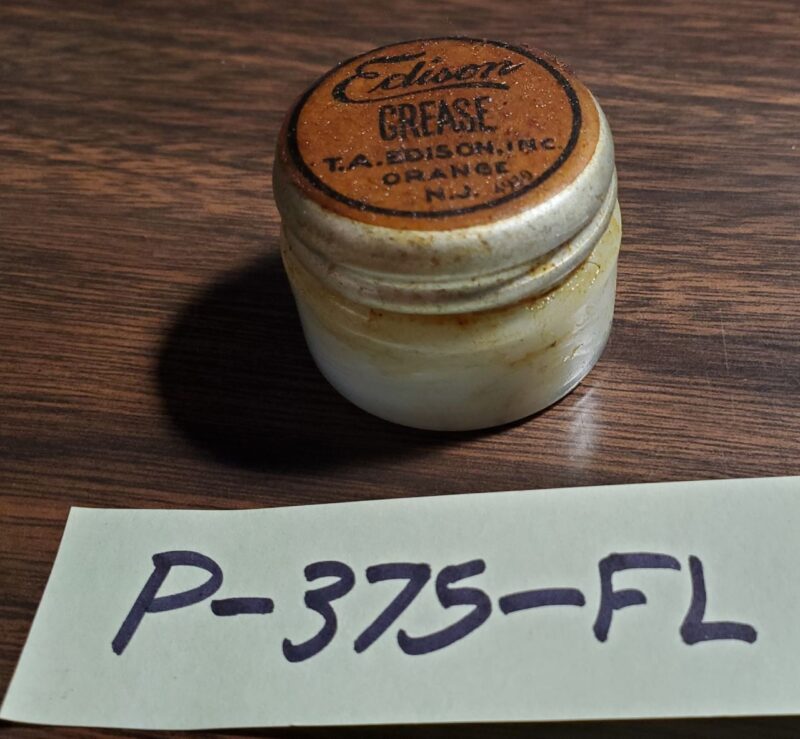 Edison
GREASE
T.A. EDISON, INC.
ORANGE
N.J.
P-375-FL